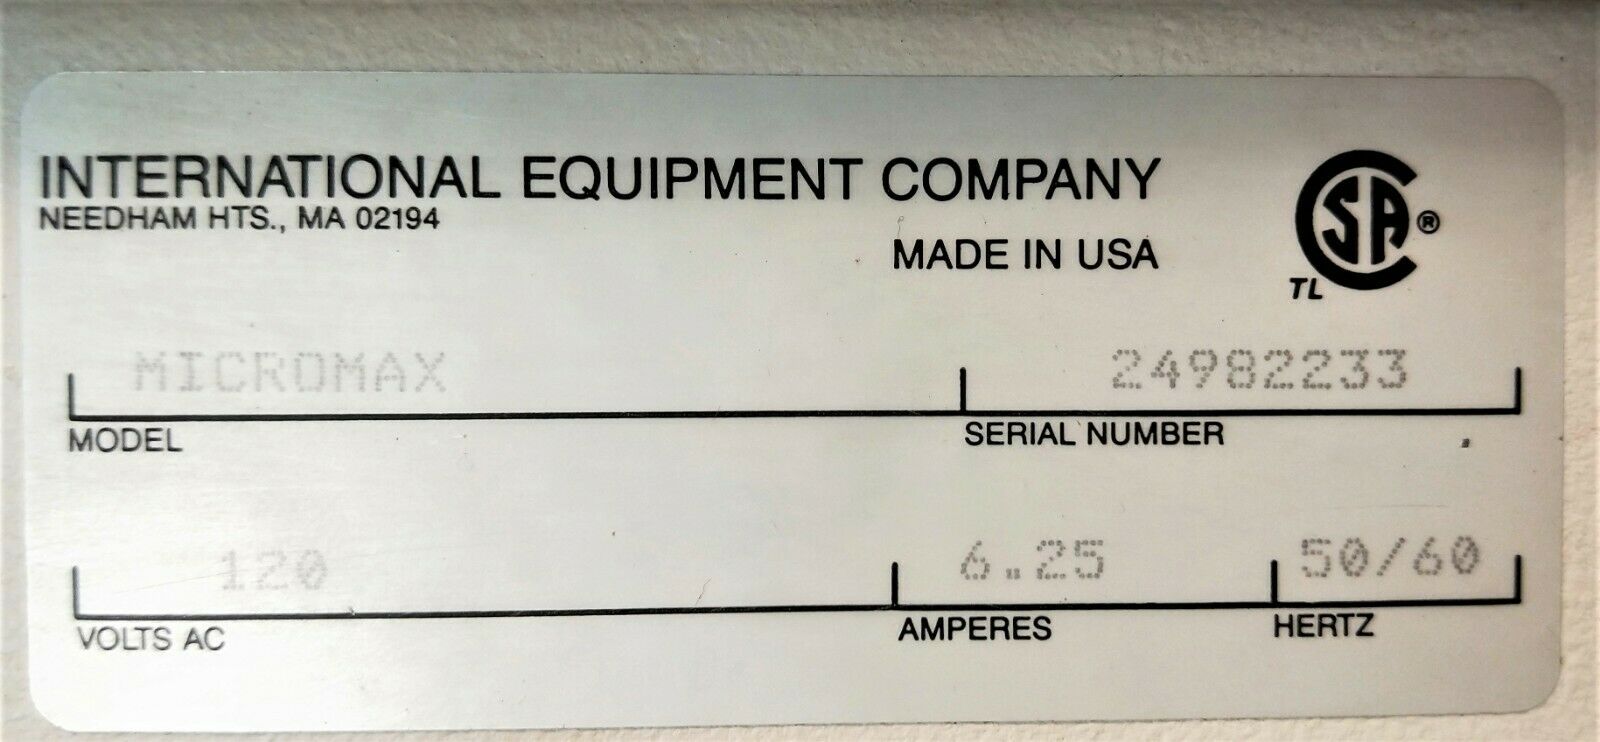 INTERNATIONAL EQUIPMENT COMPANY
NEEDHAM HTS., MA 02194
MADE IN USA
CSA ®
TL
MICROMAX 24982233
MODEL SERIAL NUMBER
120 6.25 50/60
VOLTS AC AMPERES HERTZ